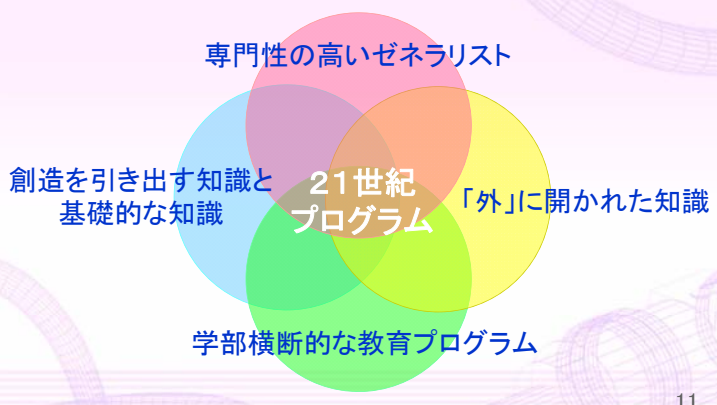 専門性の高いゼネラリスト
創造を引き出す知識と
基礎的な知識
21世紀
プログラム
「外」に開かれた知識
学部横断的な教育プログラム
11